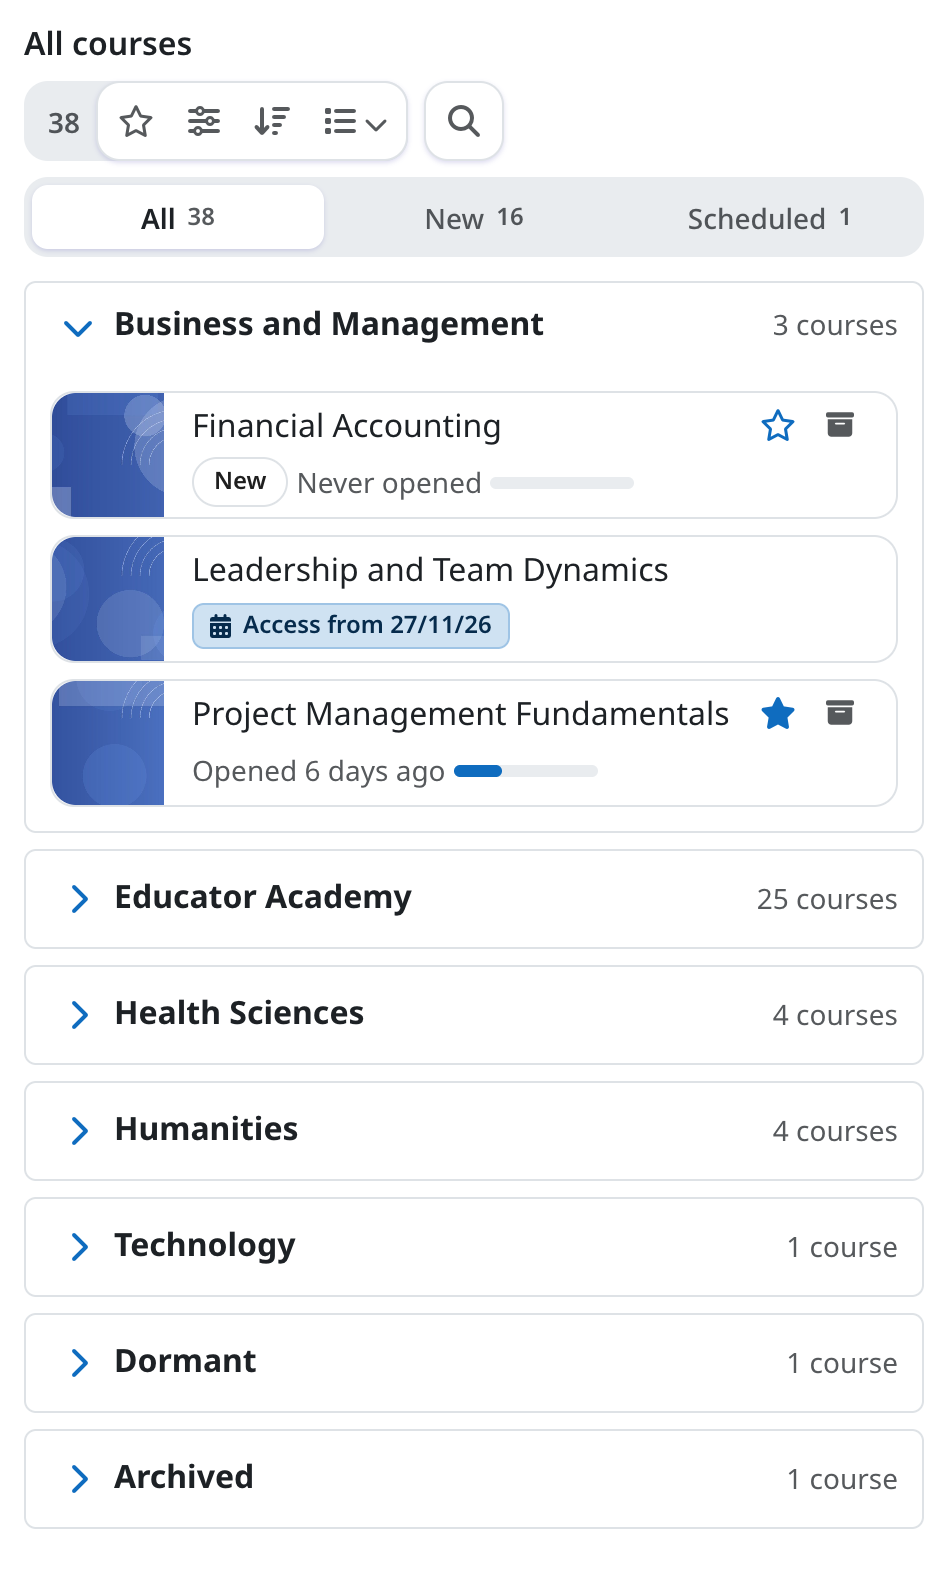 All courses
38
All 38 New 16 Scheduled 1
Business and Management 3 courses
Financial Accounting
New Never opened
Leadership and Team Dynamics
Access from 27/11/26
Project Management Fundamentals
Opened 6 days ago
Educator Academy 25 courses
Health Sciences 4 courses
Humanities 4 courses
Technology 1 course
Dormant 1 course
Archived 1 course